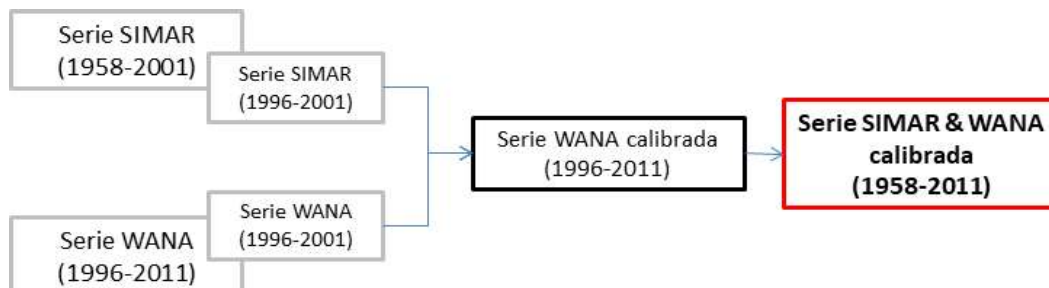 Serie SIMAR
(1958-2001)
Serie SIMAR
(1996-2001)
Serie WANA calibrada
(1996-2011)
Serie SIMAR & WANA
calibrada
(1958-2011)
Serie WANA
(1996-2001)
Serie WANA
(1996-2011)